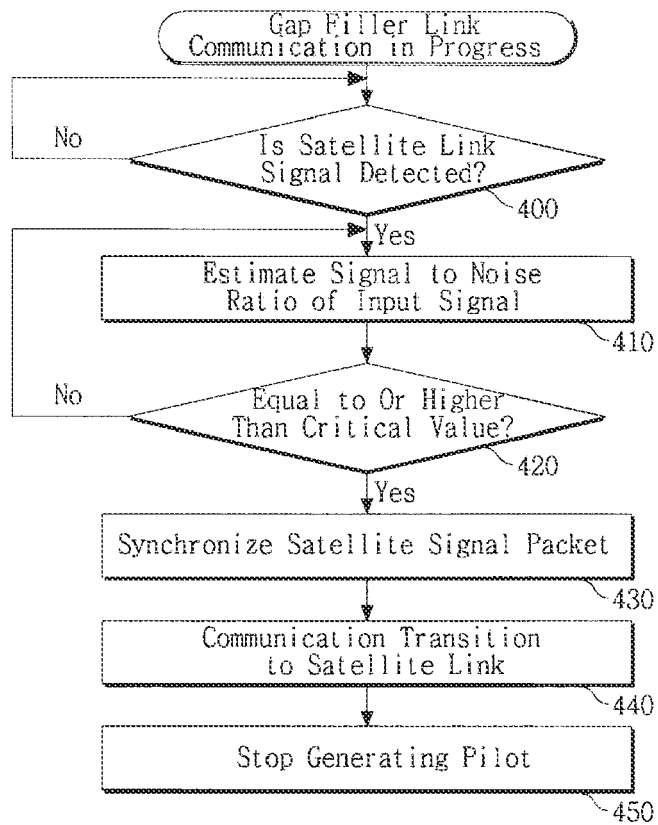 Gap Filler Link
Communication in Progress
No
Is Satellite Link
Signal Detected?
400
Yes
Estimate Signal to Noise
Ratio of Input Signal
410
No
Equal to Or Higher
Than Critical Value?
420
Yes
Synchronize Satellite Signal Packet
430
Communication Transition
to Satellite Link
440
Stop Generating Pilot
450